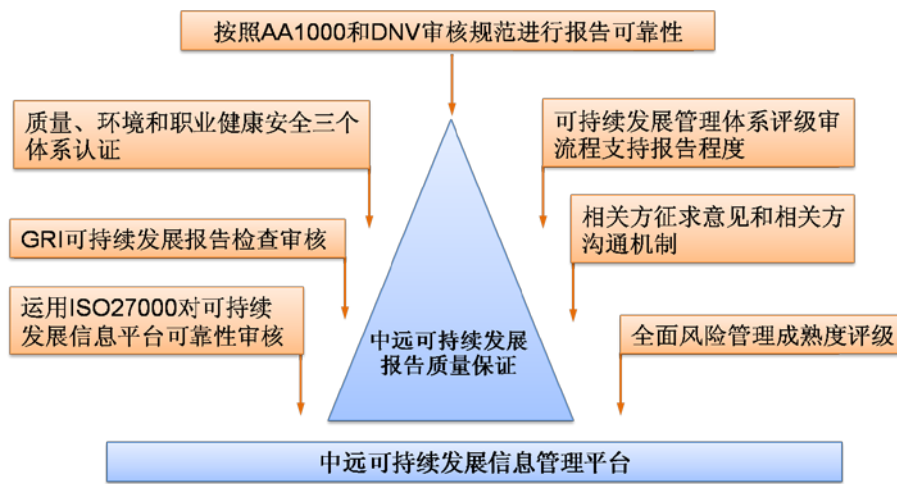 按照AA1000和DNV审核规范进行报告可靠性
质量、环境和职业健康安全三个
体系认证
可持续发展管理体系评级审
流程支持报告程度
GRI可持续发展报告检查审核
相关方征求意见和相关方
沟通机制
运用ISO27000对可持续
发展信息平台可靠性审核
全面风险管理成熟度评级
中远可持续发展
报告质量保证
中远可持续发展信息管理平台